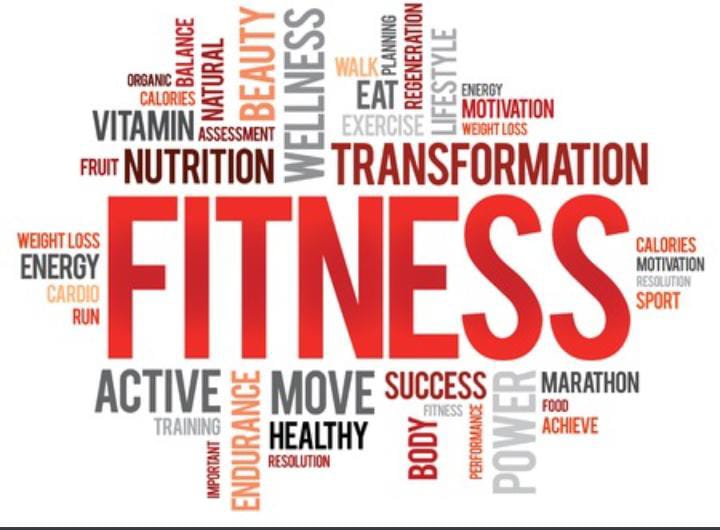 BALANCE
NATURAL
BEAUTY
WELLNESS
WALK
PLANNING
REGENERATION
LIFESTYLE
ORGANIC
CALORIES
VITAMIN
ASSESSMENT
EAT
EXERCISE
ENERGY
MOTIVATION
WEIGHT LOSS
FRUIT
NUTRITION
TRANSFORMATION
WEIGHT LOSS
ENERGY
CARDIO
RUN
FITNESS
CALORIES
MOTIVATION
RESOLUTION
SPORT
ACTIVE
TRAINING
IMPORTANT
ENDURANCE
MOVE
HEALTHY
RESOLUTION
SUCCESS
FITNESS
BODY
PERFORMANCE
POWER
MARATHON
FOOD
ACHIEVE